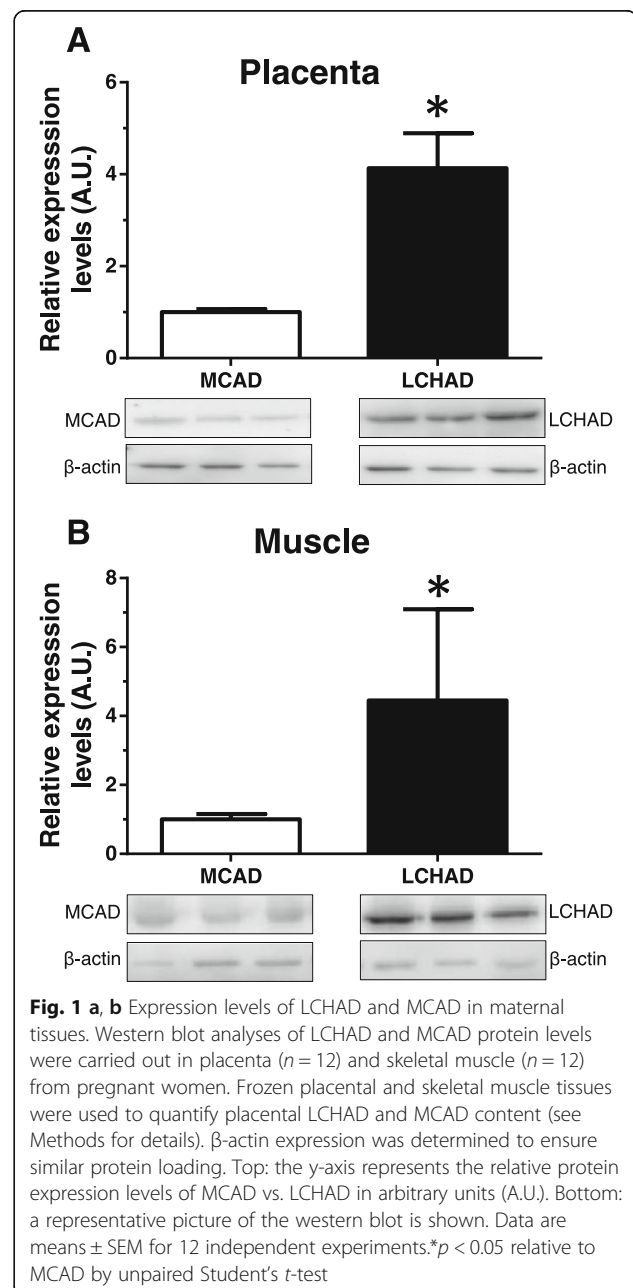 A
Placenta
Relative expresssion
levels (A.U.)
6
4
2
0
*
MCAD
LCHAD
MCAD
LCHAD
β-actin
β-actin
B
Muscle
Relative expresssion
levels (A.U.)
8
6
4
2
0
*
MCAD
LCHAD
MCAD
LCHAD
β-actin
β-actin
Fig. 1 a, b Expression levels of LCHAD and MCAD in maternal
tissues. Western blot analyses of LCHAD and MCAD protein levels
were carried out in placenta (n = 12) and skeletal muscle (n = 12)
from pregnant women. Frozen placental and skeletal muscle tissues
were used to quantify placental LCHAD and MCAD content (see
Methods for details). β-actin expression was determined to ensure
similar protein loading. Top: the y-axis represents the relative protein
expression levels of MCAD vs. LCHAD in arbitrary units (A.U.). Bottom:
a representative picture of the western blot is shown. Data are
means ± SEM for 12 independent experiments.*p < 0.05 relative to
MCAD by unpaired Student's t-test